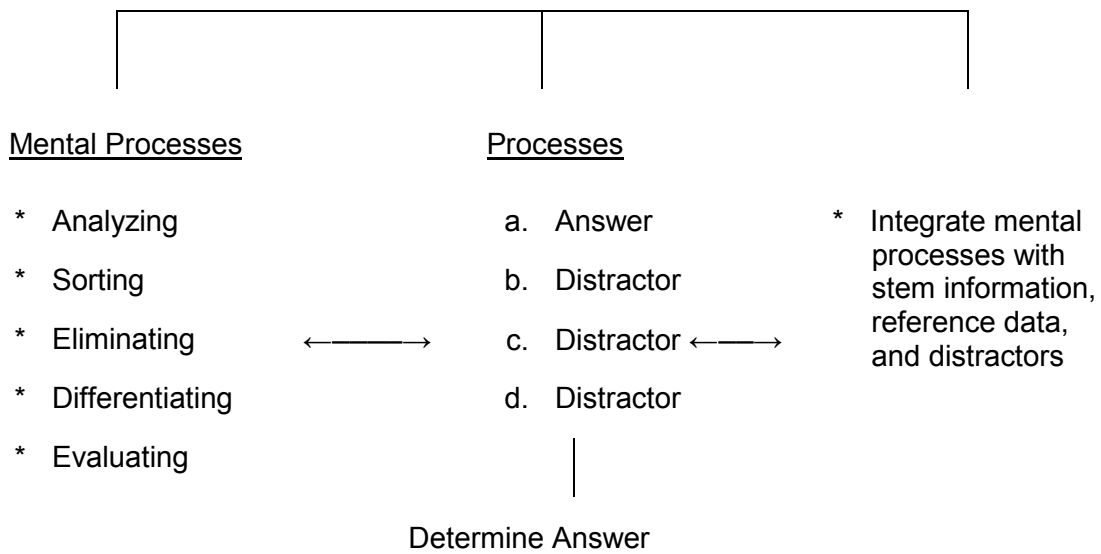 Mental Processes
* Analyzing
* Sorting
* Eliminating
* Differentiating
* Evaluating
Processes
a. Answer
b. Distractor
c. Distractor
d. Distractor
* Integrate mental
processes with
stem information,
reference data,
and distractors
Determine Answer